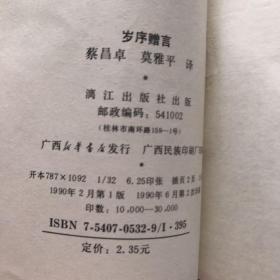 岁序赠言
蔡昌卓 莫雅平 译
漓江出版社出版
邮政编码:541002
(桂林市南环路159—1号)
广西新华书店发行 广西民族印刷厂
开本787×1092 1/32 6.25印张 插页2
1990年2月第1版 1990年6月第2
印数:10,000—30,000
ISBN 7-5407-0532-9/I·395
定价:2.35元